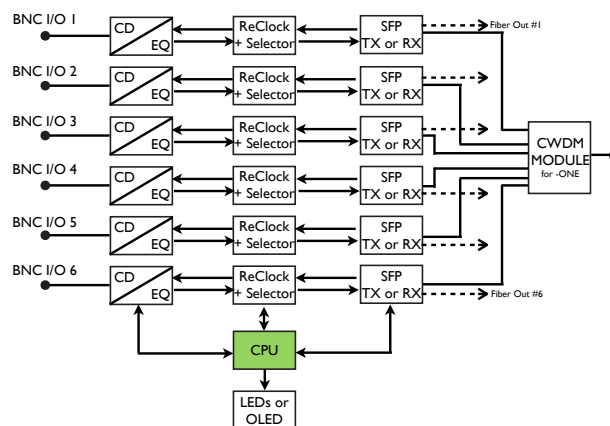 BNC I/O 1
CD
EQ
ReClock
+ Selector
SFP
TX or RX
Fiber Out #1
BNC I/O 2
CD
EQ
ReClock
+ Selector
SFP
TX or RX
BNC I/O 3
CD
EQ
ReClock
+ Selector
SFP
TX or RX
CWDM
MODULE
for -ONE
BNC I/O 4
CD
EQ
ReClock
+ Selector
SFP
TX or RX
BNC I/O 5
CD
EQ
ReClock
+ Selector
SFP
TX or RX
BNC I/O 6
CD
EQ
ReClock
+ Selector
SFP
TX or RX
Fiber Out #6
CPU
LEDs or
OLED